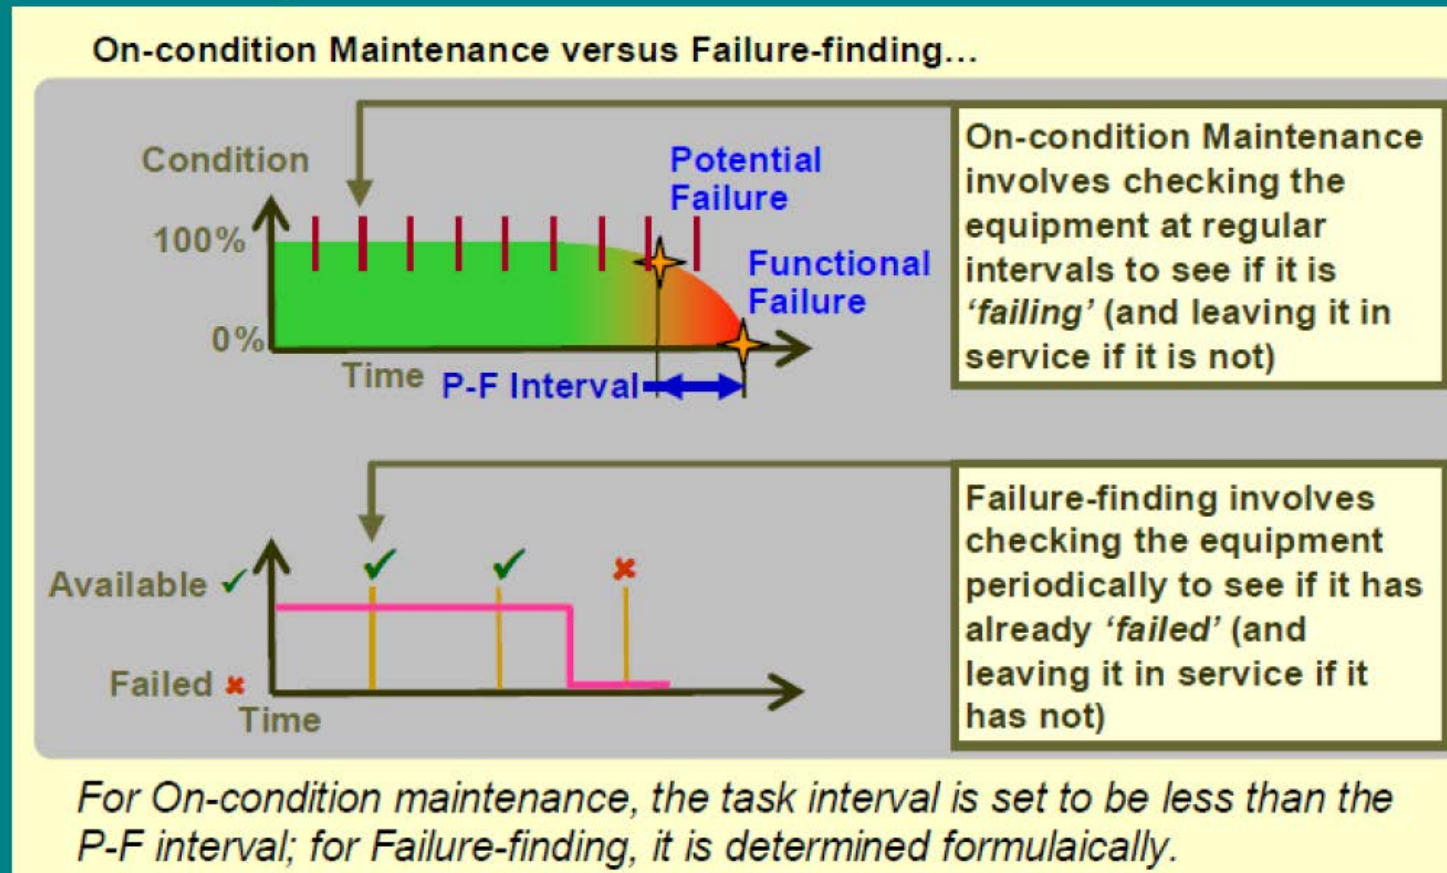 On-condition Maintenance versus Failure-finding...
Condition
100%
0%
Time
Potential
Failure
Functional
Failure
P-F Interval
On-condition Maintenance
involves checking the
equipment at regular
intervals to see if it is
‘failing’ (and leaving it in
service if it is not)
Available ✓
Failed ✘
Time
✓ ✓ ✘
Failure-finding involves
checking the equipment
periodically to see if it has
already ‘failed’ (and
leaving it in service if it
has not)
For On-condition maintenance, the task interval is set to be less than the
P-F interval; for Failure-finding, it is determined formulaically.